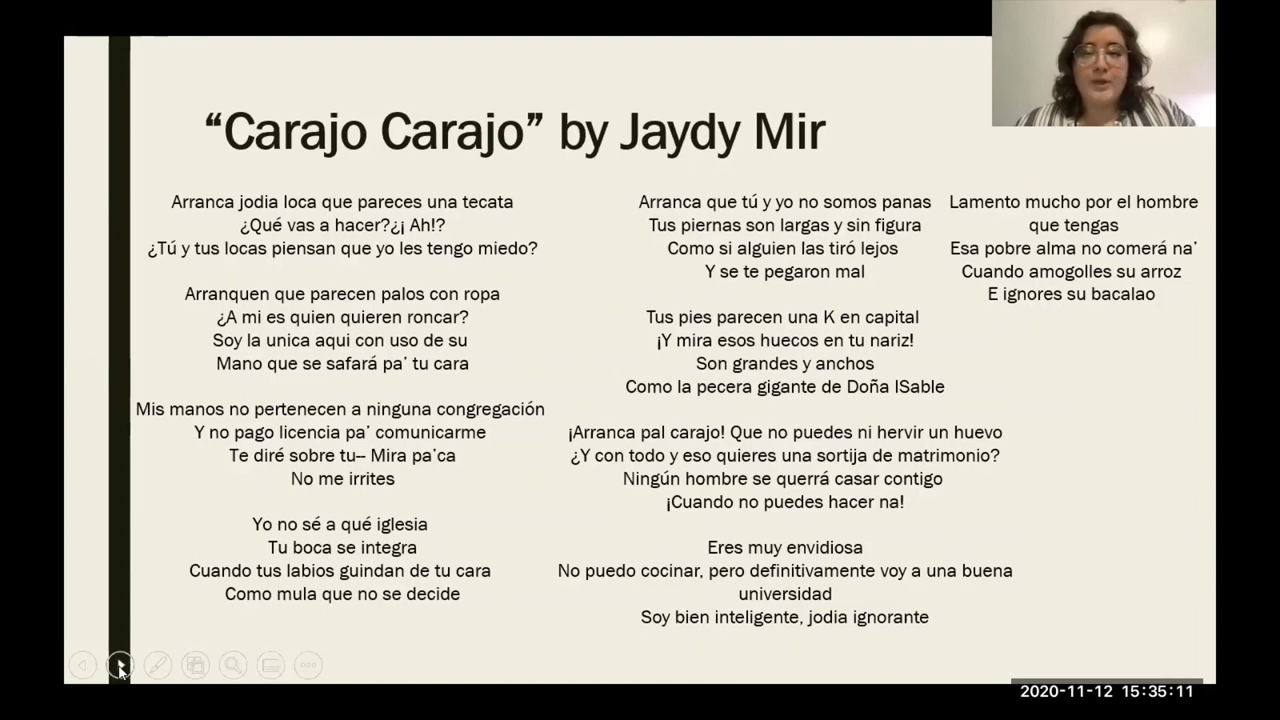 “Carajo Carajo” by Jaydy Mir
Arranca jodia loca que pareces una tecata
¿Qué vas a hacer?¿¡ Ah!?
¿Tú y tus locas piensan que yo les tengo miedo?
Arranquen que parecen palos con ropa
¿A mi es quien quieren roncar?
Soy la unica aqui con uso de su
Mano que se safará pa’ tu cara
Mis manos no pertenecen a ninguna congregación
Y no pago licencia pa’ comunicarme
Te diré sobre tu-- Mira pa’ca
No me irrites
Yo no sé a qué iglesia
Tu boca se integra
Cuando tus labios guindan de tu cara
Como mula que no se decide
Arranca que tú y yo no somos panas
Tus piernas son largas y sin figura
Como si alguien las tiró lejos
Y se te pegaron mal
Tus pies parecen una K en capital
¡Y mira esos huecos en tu nariz!
Son grandes y anchos
Como la pecera gigante de Doña ISable
¡Arranca pal carajo! Que no puedes ni hervir un huevo
¿Y con todo y eso quieres una sortija de matrimonio?
Ningún hombre se querrá casar contigo
¡Cuando no puedes hacer na!
Eres muy envidiosa
No puedo cocinar, pero definitivamente voy a una buena
universidad
Soy bien inteligente, jodia ignorante
Lamento mucho por el hombre
que tengas
Esa pobre alma no comerá na’
Cuando amogolles su arroz
E ignores su bacalao
2020-11-12 15:35:11